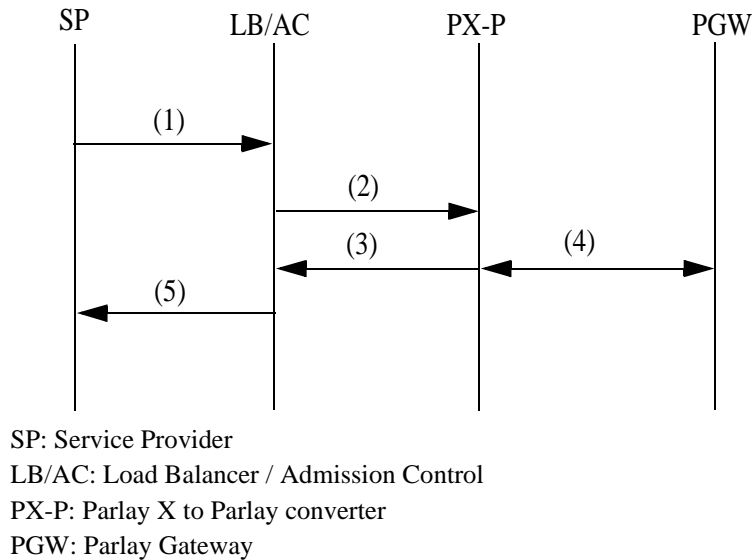 SP LB/AC PX-P PGW
(1)
(2)
(3) (4)
(5)
SP: Service Provider
LB/AC: Load Balancer / Admission Control
PX-P: Parlay X to Parlay converter
PGW: Parlay Gateway